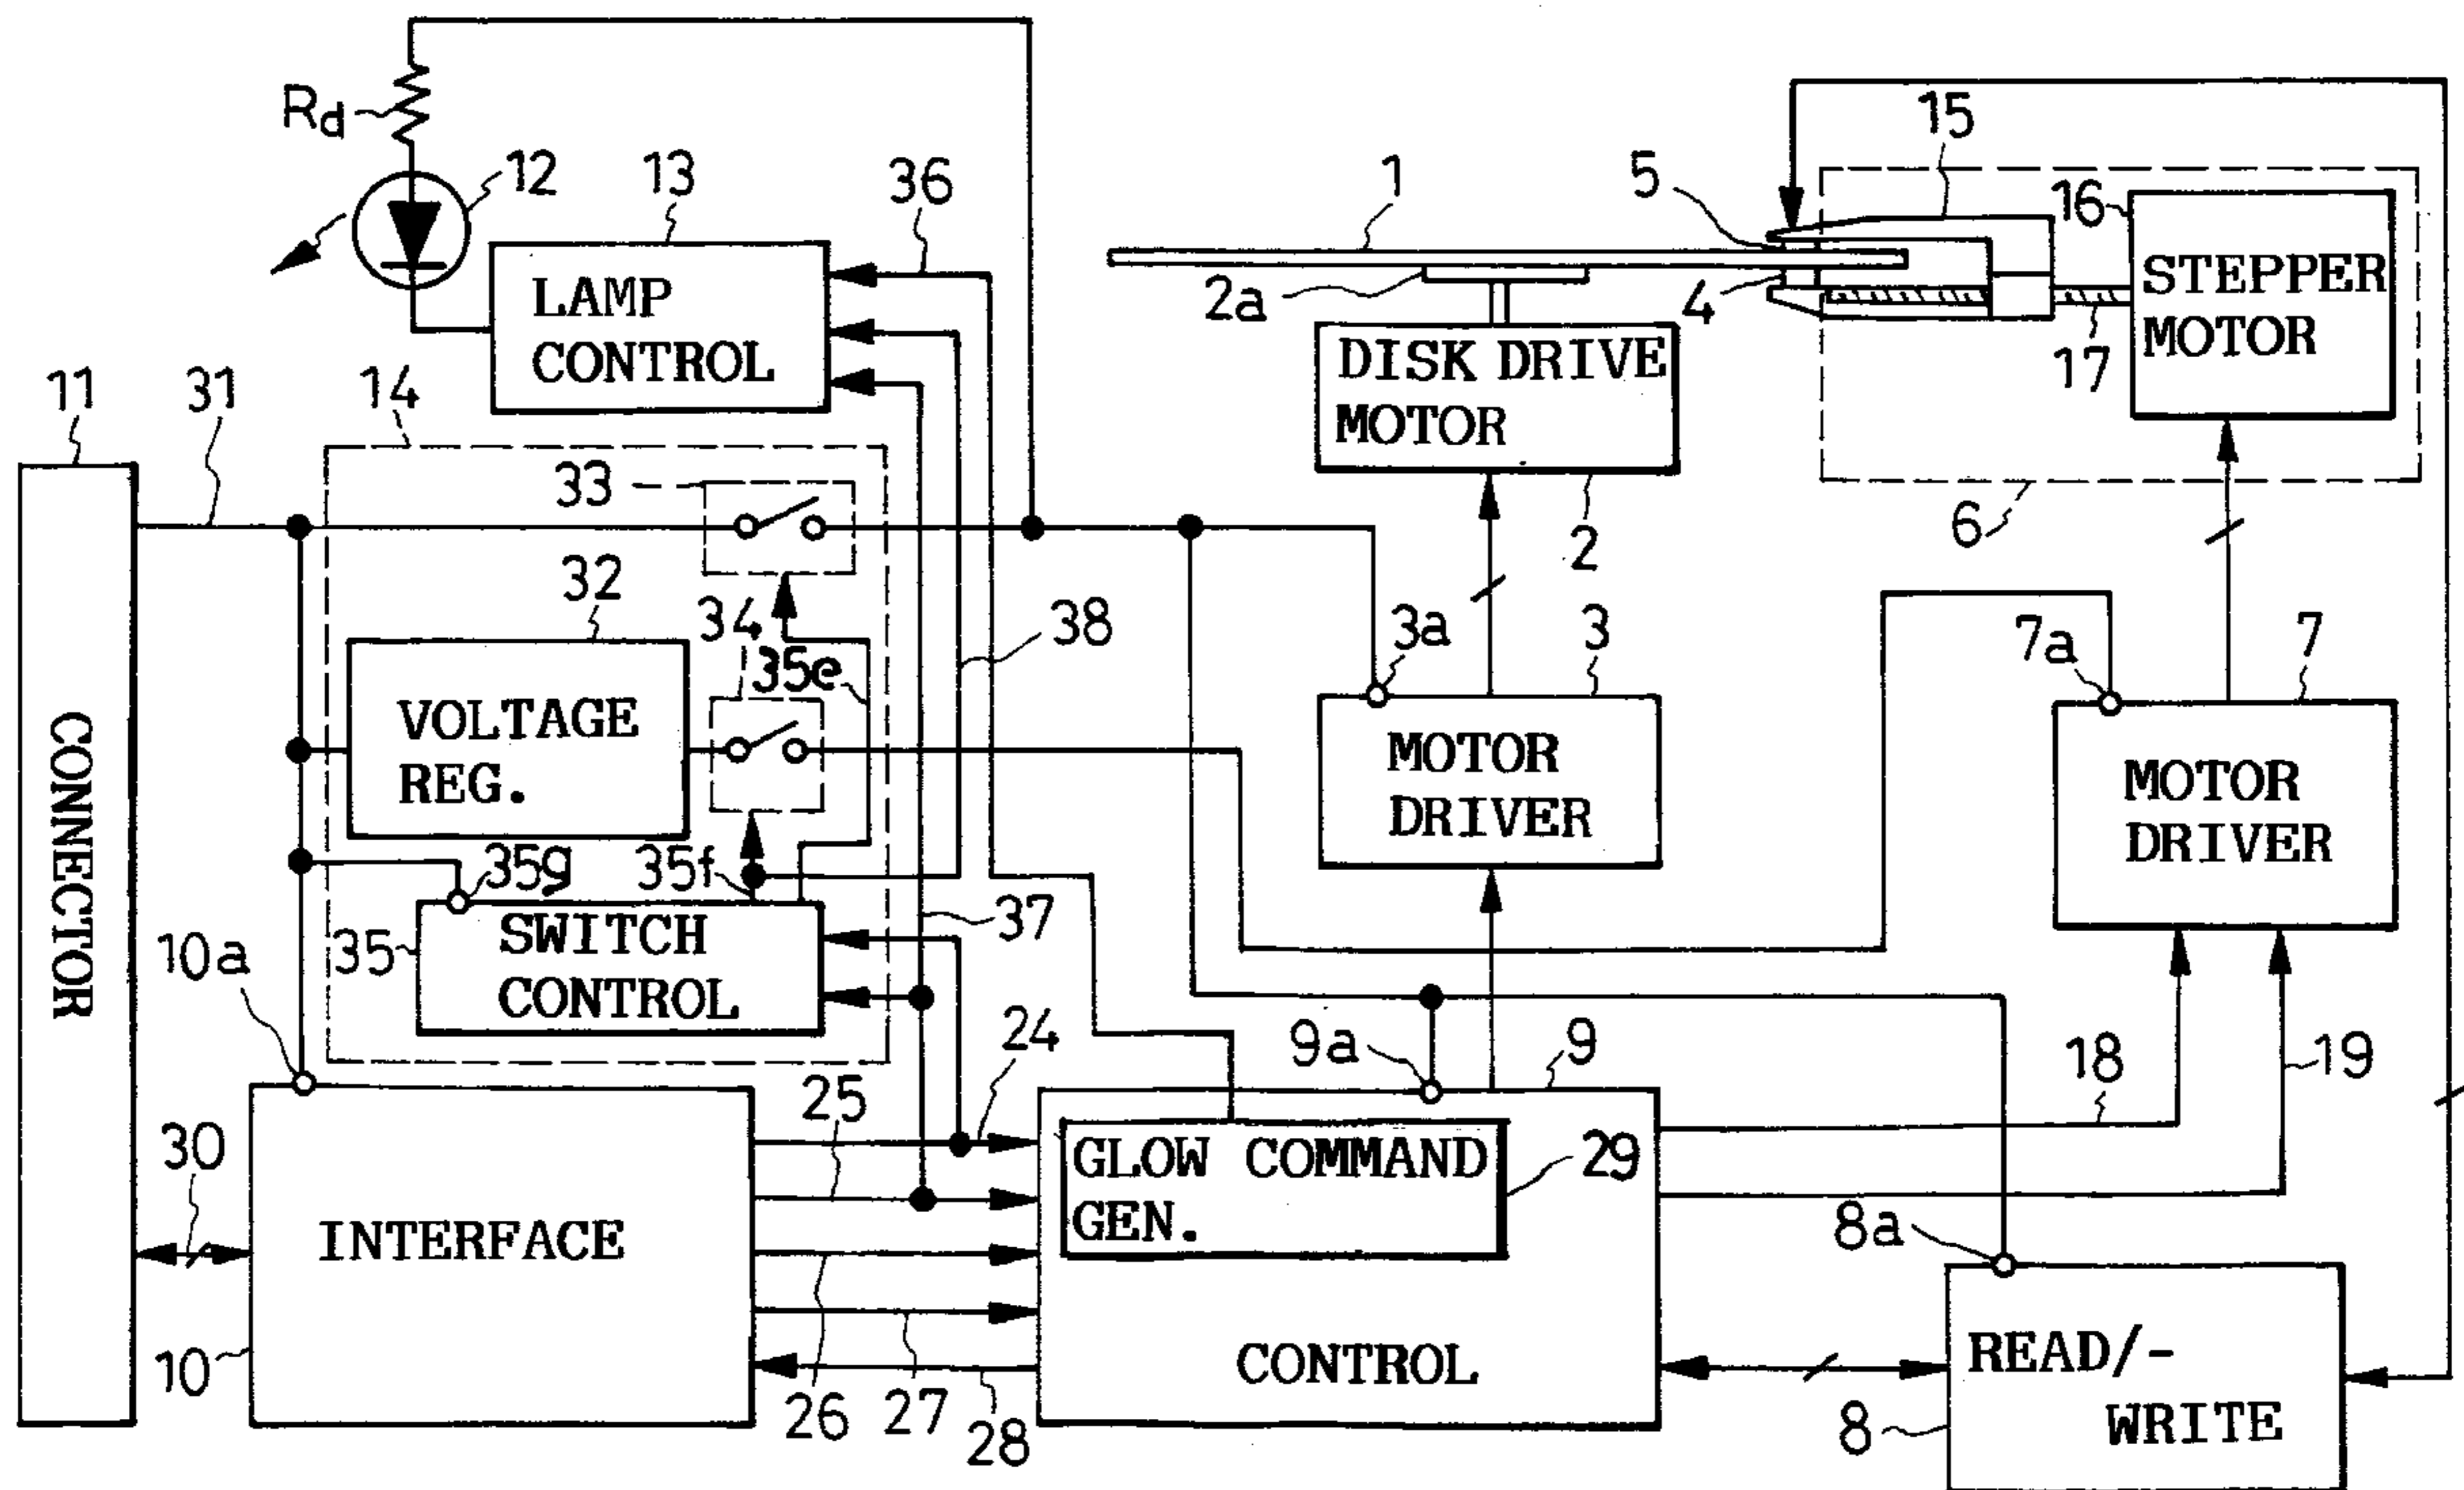 Rd
12
13
36
LAMP
CONTROL
11
31
14
33
32
34
35e
38
VOLTAGE
REG.
35g
35f
35
SWITCH
CONTROL
37
CONNECTOR
10a
24
25
30
INTERFACE
10
26
27
28
1
2a
5
4
15
16
STEPPER
MOTOR
17
6
DISK DRIVE
MOTOR
2
3a
3
MOTOR
DRIVER
7a
7
MOTOR
DRIVER
9a
9
18
19
GLOW COMMAND
GEN.
29
CONTROL
8a
READ/-
WRITE
8